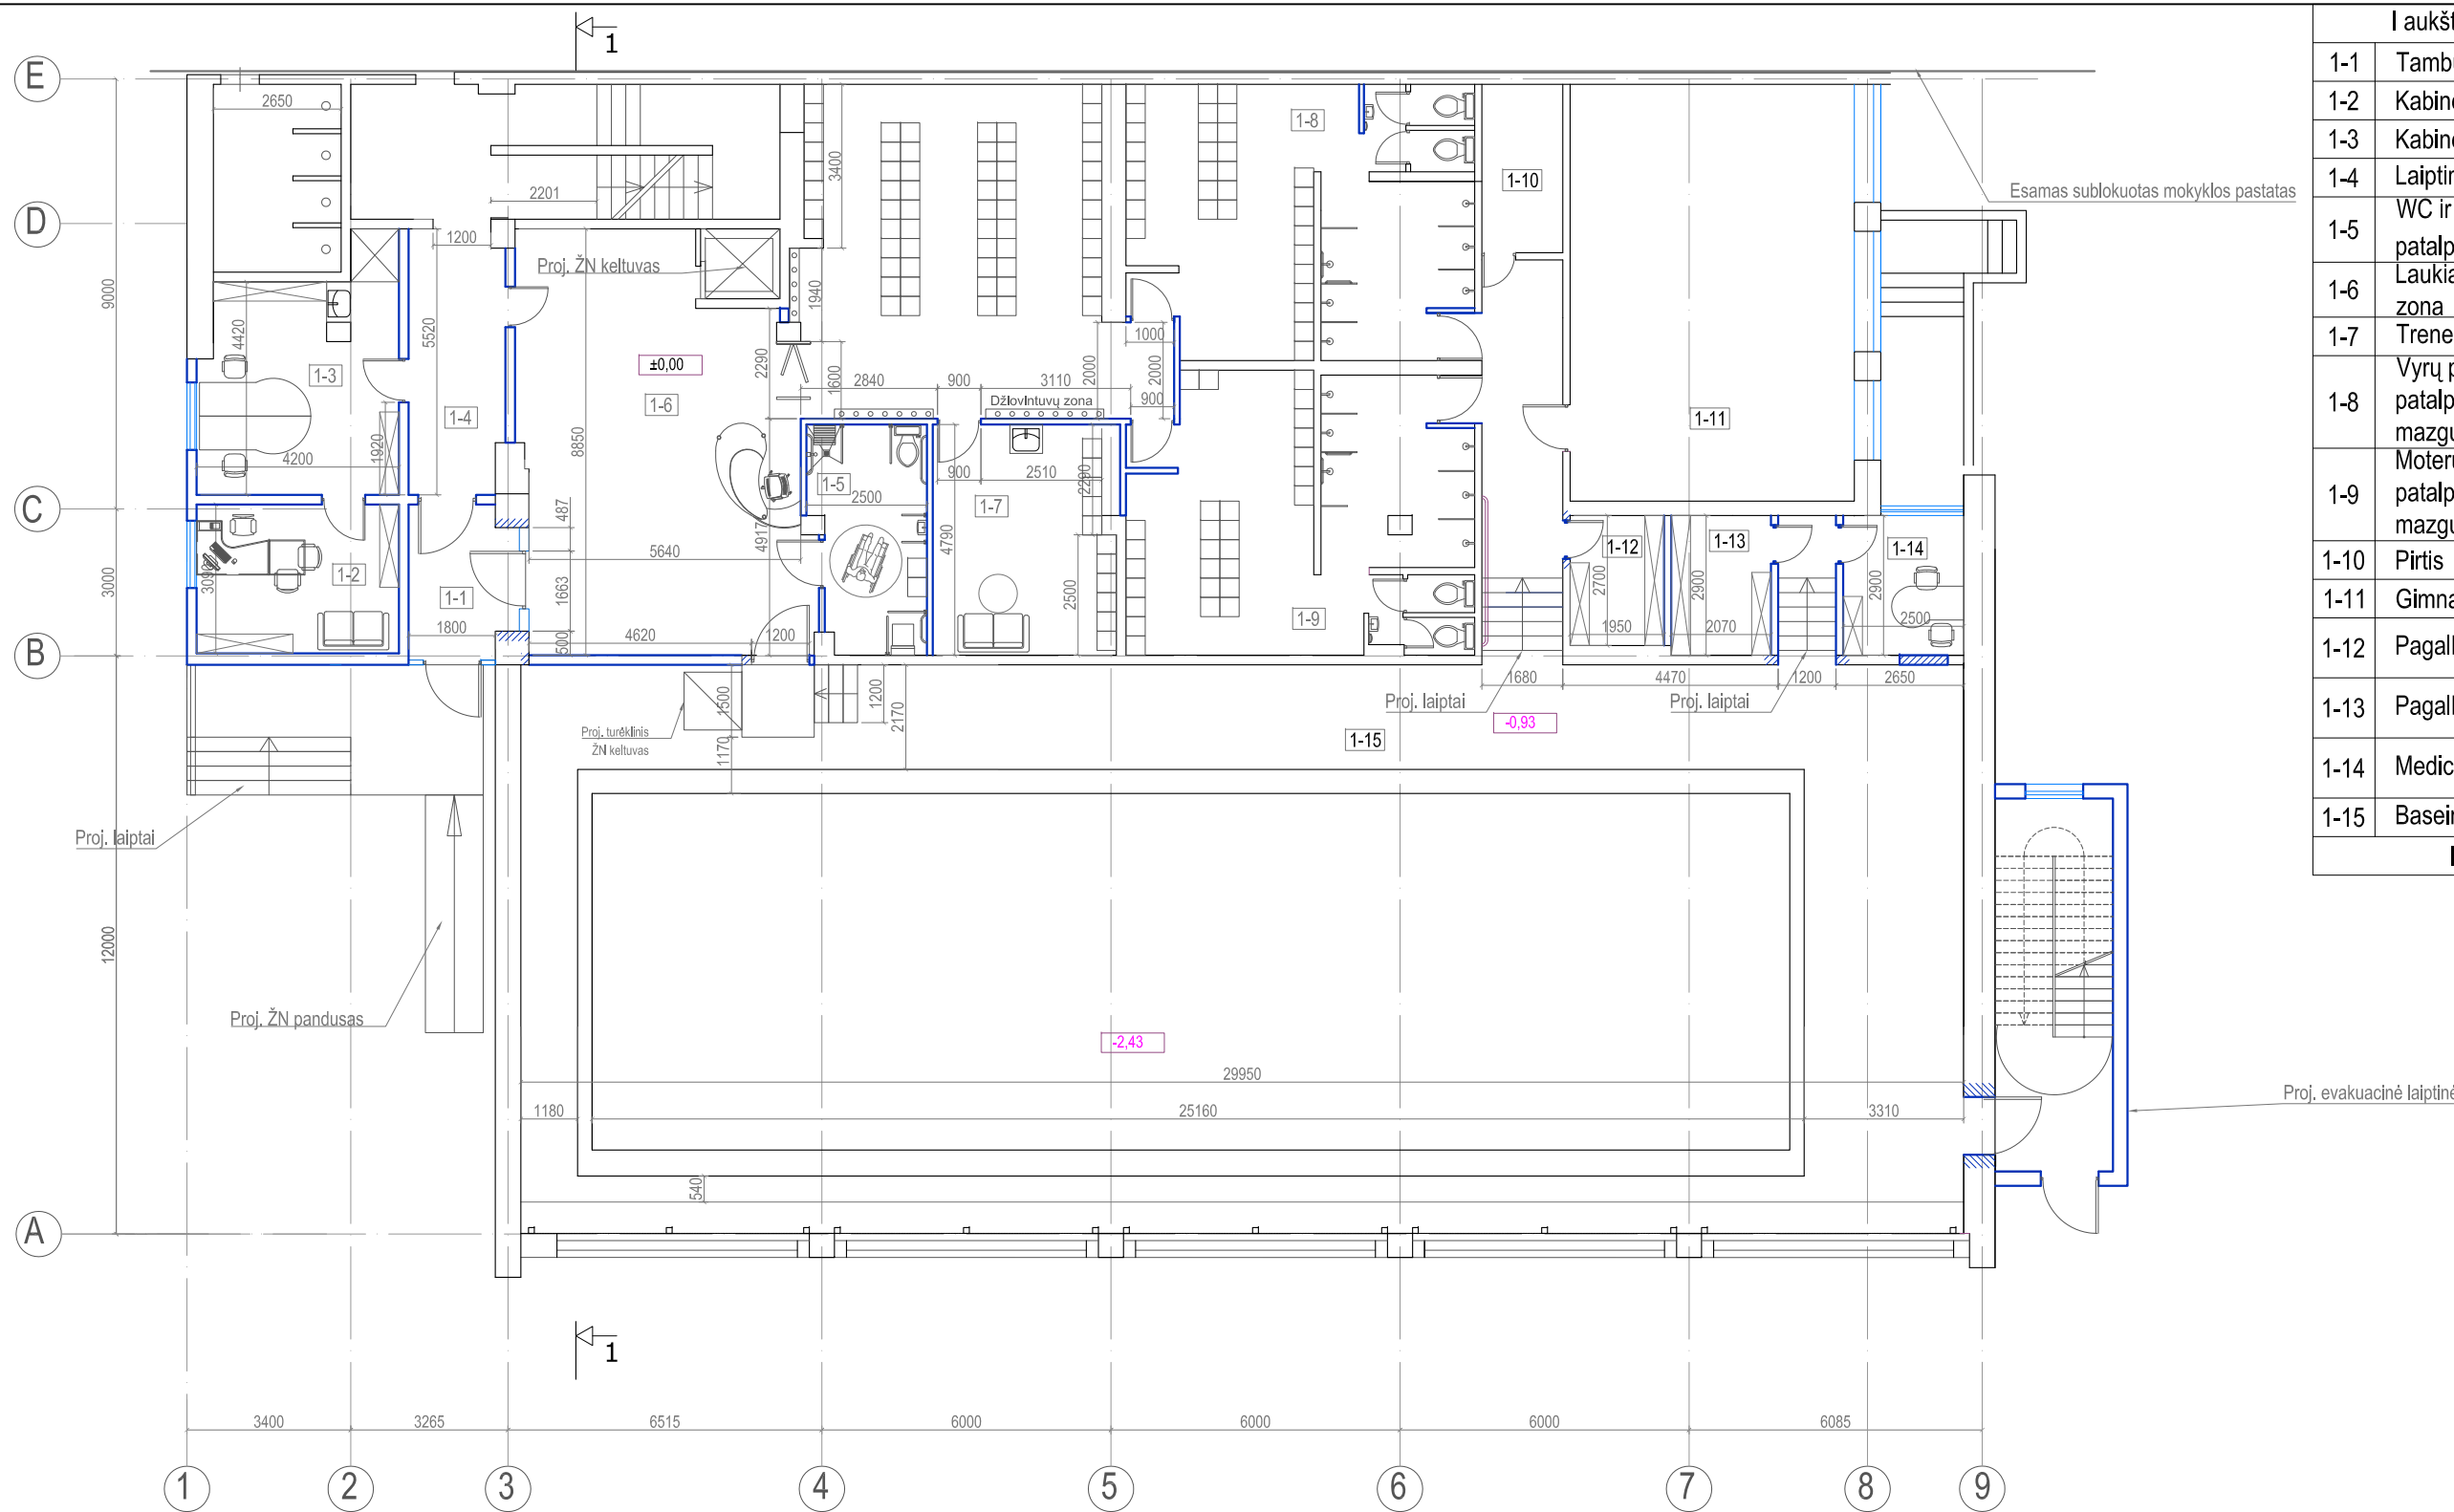 I aukšt
1-1 Tamb
1-2 Kabin
1-3 Kabin
1-4 Laiptin
1-5 WC ir
patalp
1-6 Laukia
zona
1-7 Trene
1-8 Vyrų p
patalp
mazg
1-9 Moter
patalp
mazg
1-10 Pirtis
1-11 Gimna
1-12 Pagall
1-13 Pagall
1-14 Medic
1-15 Basei
1
1
E
D
C
B
A
9000
3000
12000
2650
2201
1200
3400
1940
1-8
1-10
Esamas sublokuotas mokyklos pastatas
Proj. ŽN keltuvas
4420
5520
1-3
1-4
4200
1920
±0,00
1-6
8850
2290
1600
2840
900
3110
2000
1000
2000
900
Džiovintuvų zona
1-11
1-5
2500
900
2510
2290
1-7
487
4917
4790
5640
1663
500
2500
3090
1-2
1-1
1800
4620
1200
1-9
1-12
1-13
1-14
2700
2900
2900
1950
2070
2500
1680
4470
1200
2650
Proj. laiptai
Proj. laiptai
-0,93
1500
1170
1200
2170
Proj. turėklinis
ŽN keltuvas
1-15
Proj. laiptai
Proj. ŽN pandusas
-2,43
29950
1180
25160
3310
540
Proj. evakuacinė laiptinė
3400
3265
6515
6000
6000
6000
6085
1
2
3
4
5
6
7
8
9